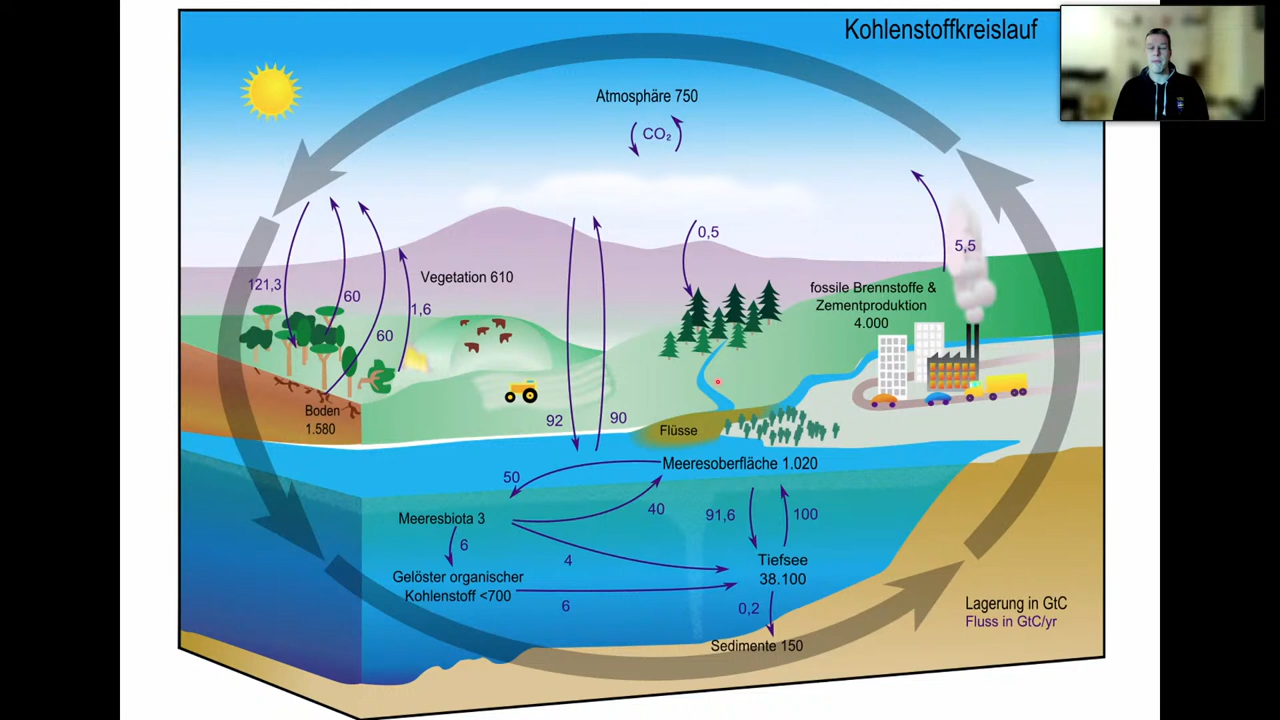 Kohlenstoffkreislauf
Atmosphäre 750
CO₂
0,5
5,5
121,3
60
60
1,6
Vegetation 610
fossile Brennstoffe &
Zementproduktion
4.000
Boden
1.580
92
90
Flüsse
Meeresoberfläche 1.020
50
40
91,6
100
Meeresbiota 3
6
4
Tiefsee
38.100
Gelöster organischer
Kohlenstoff <700
6
0,2
Sedimente 150
Lagerung in GtC
Fluss in GtC/yr